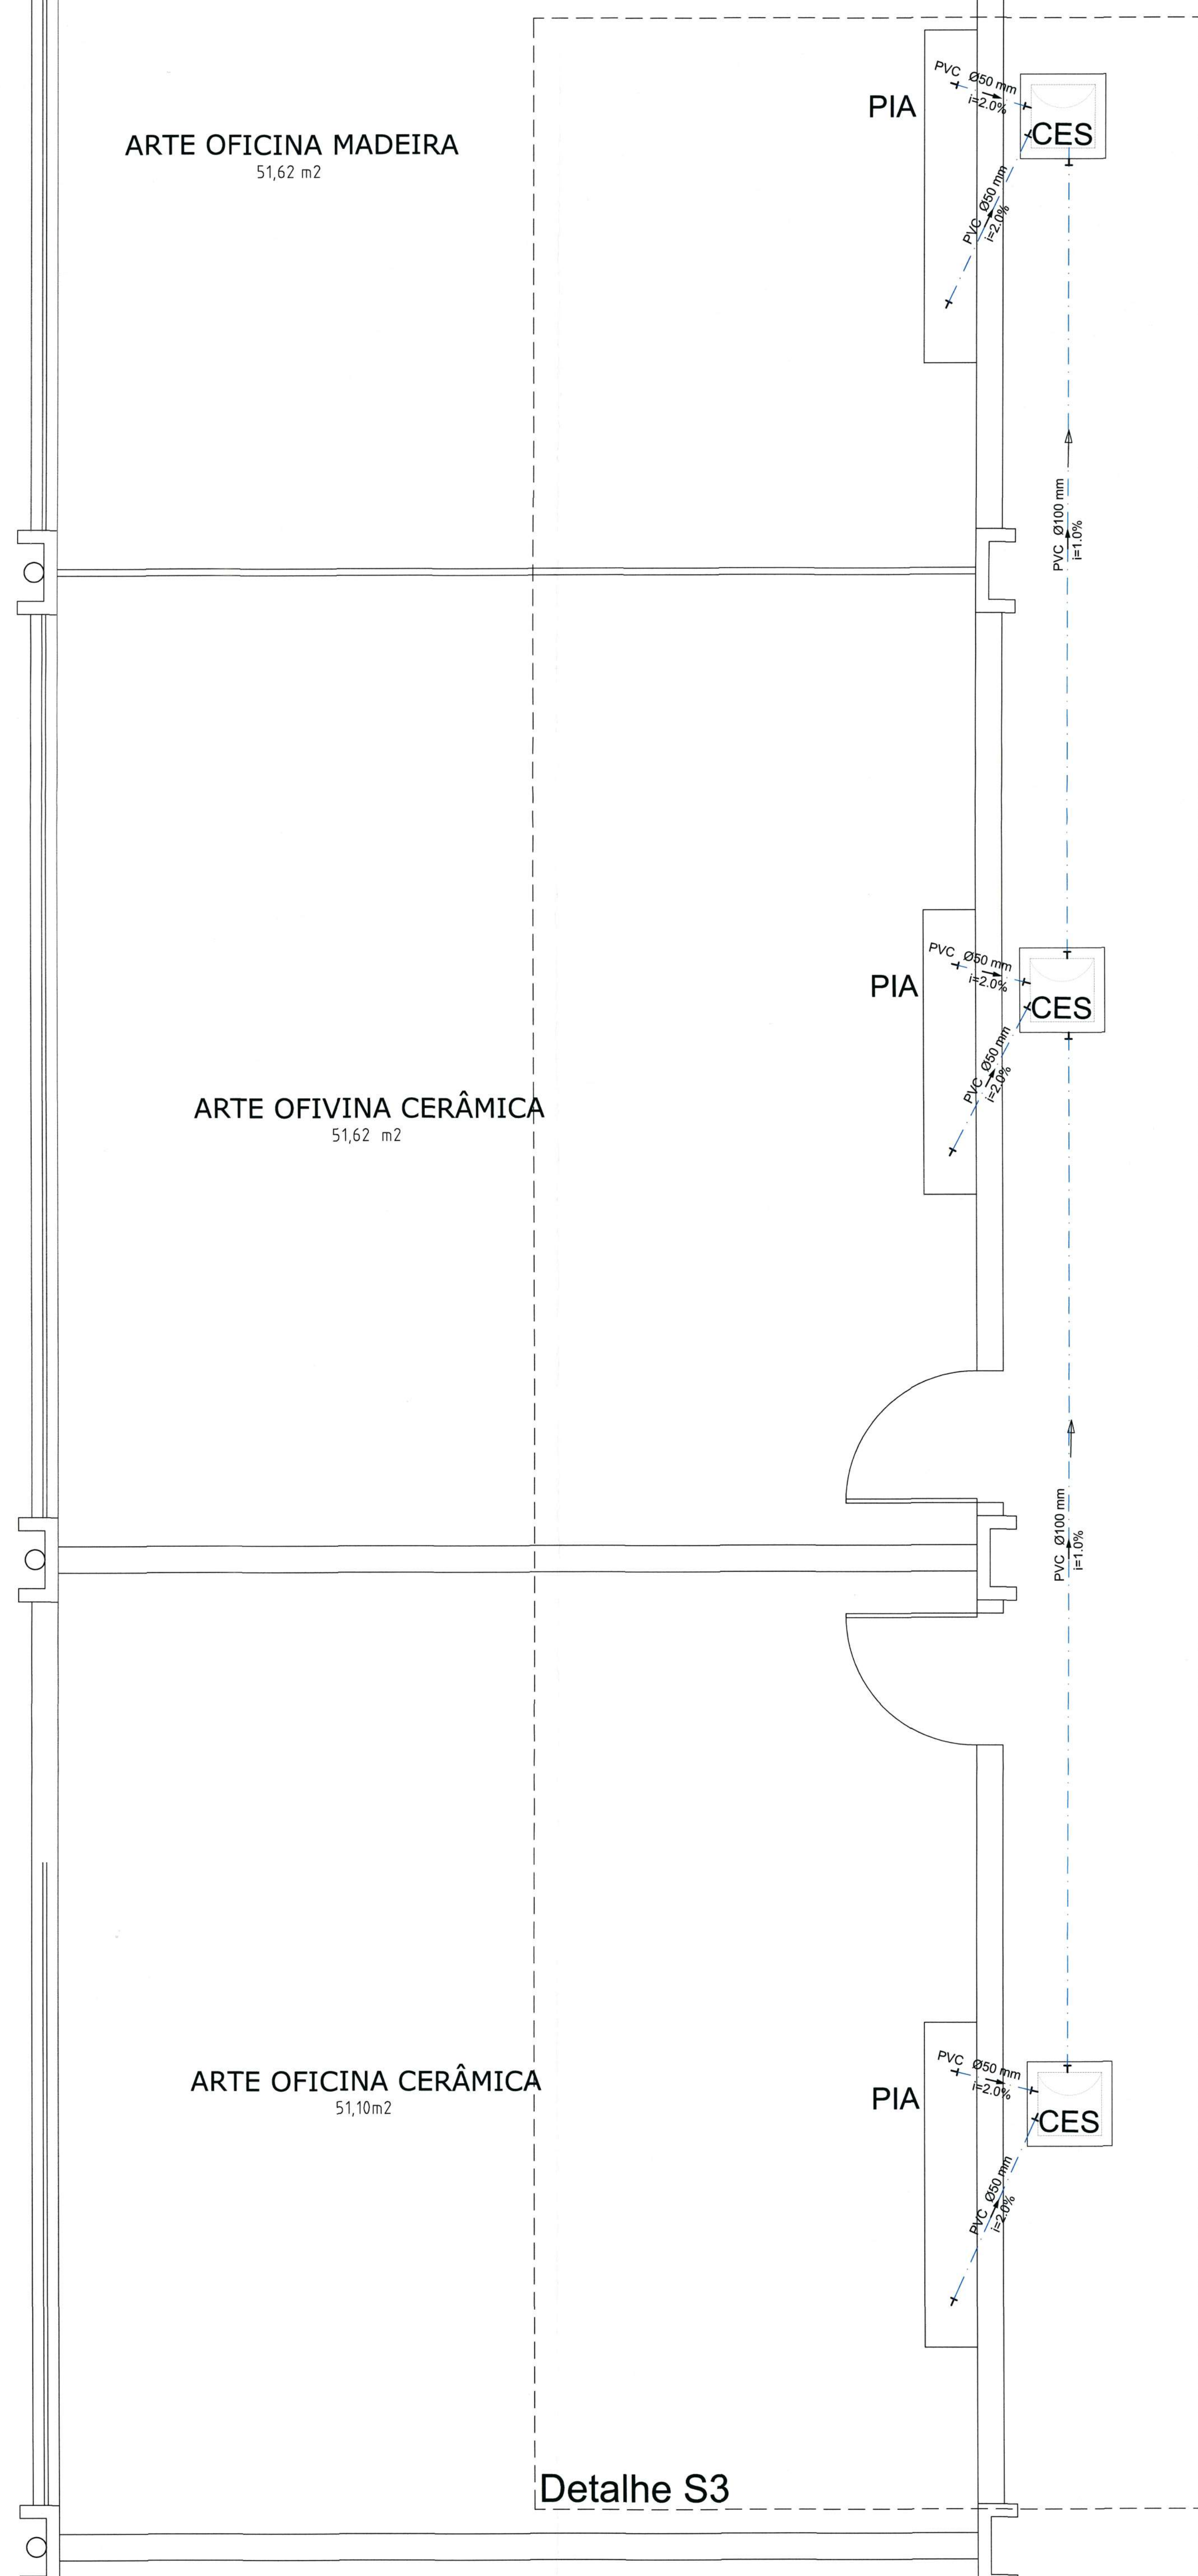 PVC Ø50 mm
i=2.0%
PIA
CES
ARTE OFICINA MADEIRA
51,62 m2
PVC Ø50 mm
i=2.0%
PVC Ø100 mm
i=1.0%
PVC Ø50 mm
i=2.0%
PIA
CES
PVC Ø50 mm
i=2.0%
ARTE OFIVINA CERÂMICA
51,62 m2
PVC Ø100 mm
i=1.0%
PVC Ø50 mm
i=2.0%
ARTE OFICINA CERÂMICA
51,10m2
PIA
CES
PVC Ø50 mm
i=2.0%
Detalhe S3